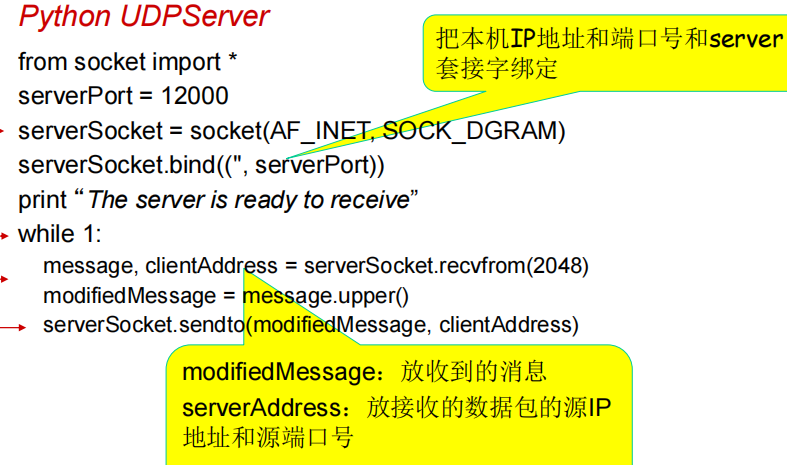 Python UDPServer
from socket import *
serverPort = 12000
serverSocket = socket(AF_INET, SOCK_DGRAM)
serverSocket.bind(('', serverPort))
print “The server is ready to receive”
while 1:
message, clientAddress = serverSocket.recvfrom(2048)
modifiedMessage = message.upper()
serverSocket.sendto(modifiedMessage, clientAddress)
把本机IP地址和端口号和server
套接字绑定
modifiedMessage：放收到的消息
serverAddress：放接收的数据包的源IP
地址和源端口号